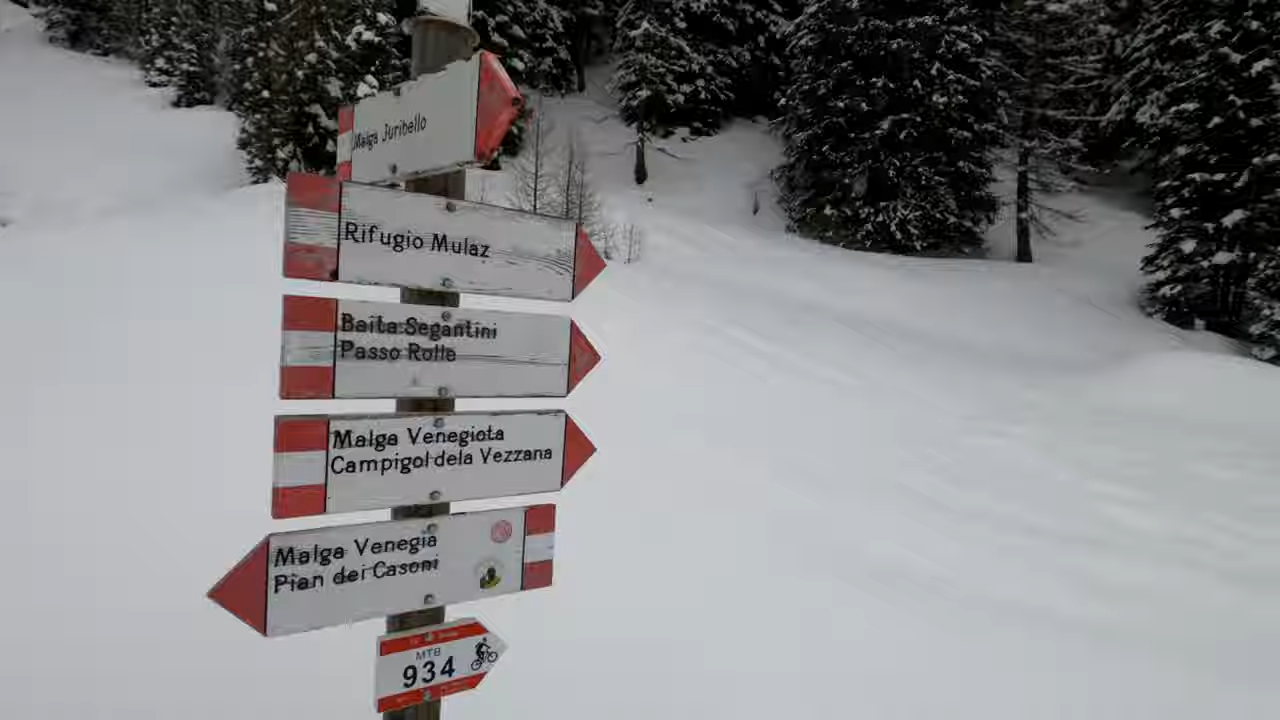 Malga Juribello
Rifugio Mulaz
Baita Segantini
Passo Rolle
Malga Venegiota
Campigol dela Vezzana
Malga Venegia
Pian dei Casoni
MTB
934